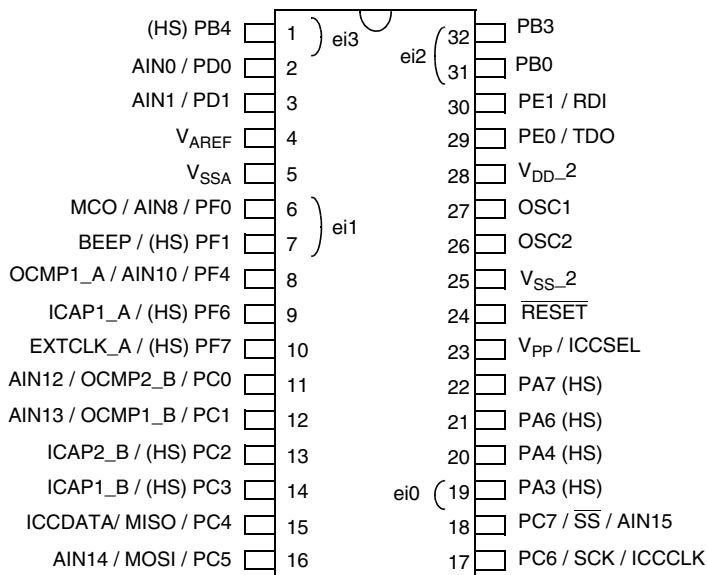 (HS) PB4 1 ei3 ei2 32 PB3
AIN0 / PD0 2 31 PB0
AIN1 / PD1 3 30 PE1 / RDI
VAREF 4 29 PE0 / TDO
VSSA 5 28 VDD_2
MCO / AIN8 / PF0 6 27 OSC1
BEEP / (HS) PF1 7 ei1 26 OSC2
OCMP1_A / AIN10 / PF4 8 25 VSS_2
ICAP1_A / (HS) PF6 9 24 RESET
EXTCLK_A / (HS) PF7 10 23 VPP / ICCSEL
AIN12 / OCMP2_B / PC0 11 22 PA7 (HS)
AIN13 / OCMP1_B / PC1 12 21 PA6 (HS)
ICAP2_B / (HS) PC2 13 20 PA4 (HS)
ICAP1_B / (HS) PC3 14 ei0 19 PA3 (HS)
ICCDATA/ MISO / PC4 15 18 PC7 / SS / AIN15
AIN14 / MOSI / PC5 16 17 PC6 / SCK / ICCCLK